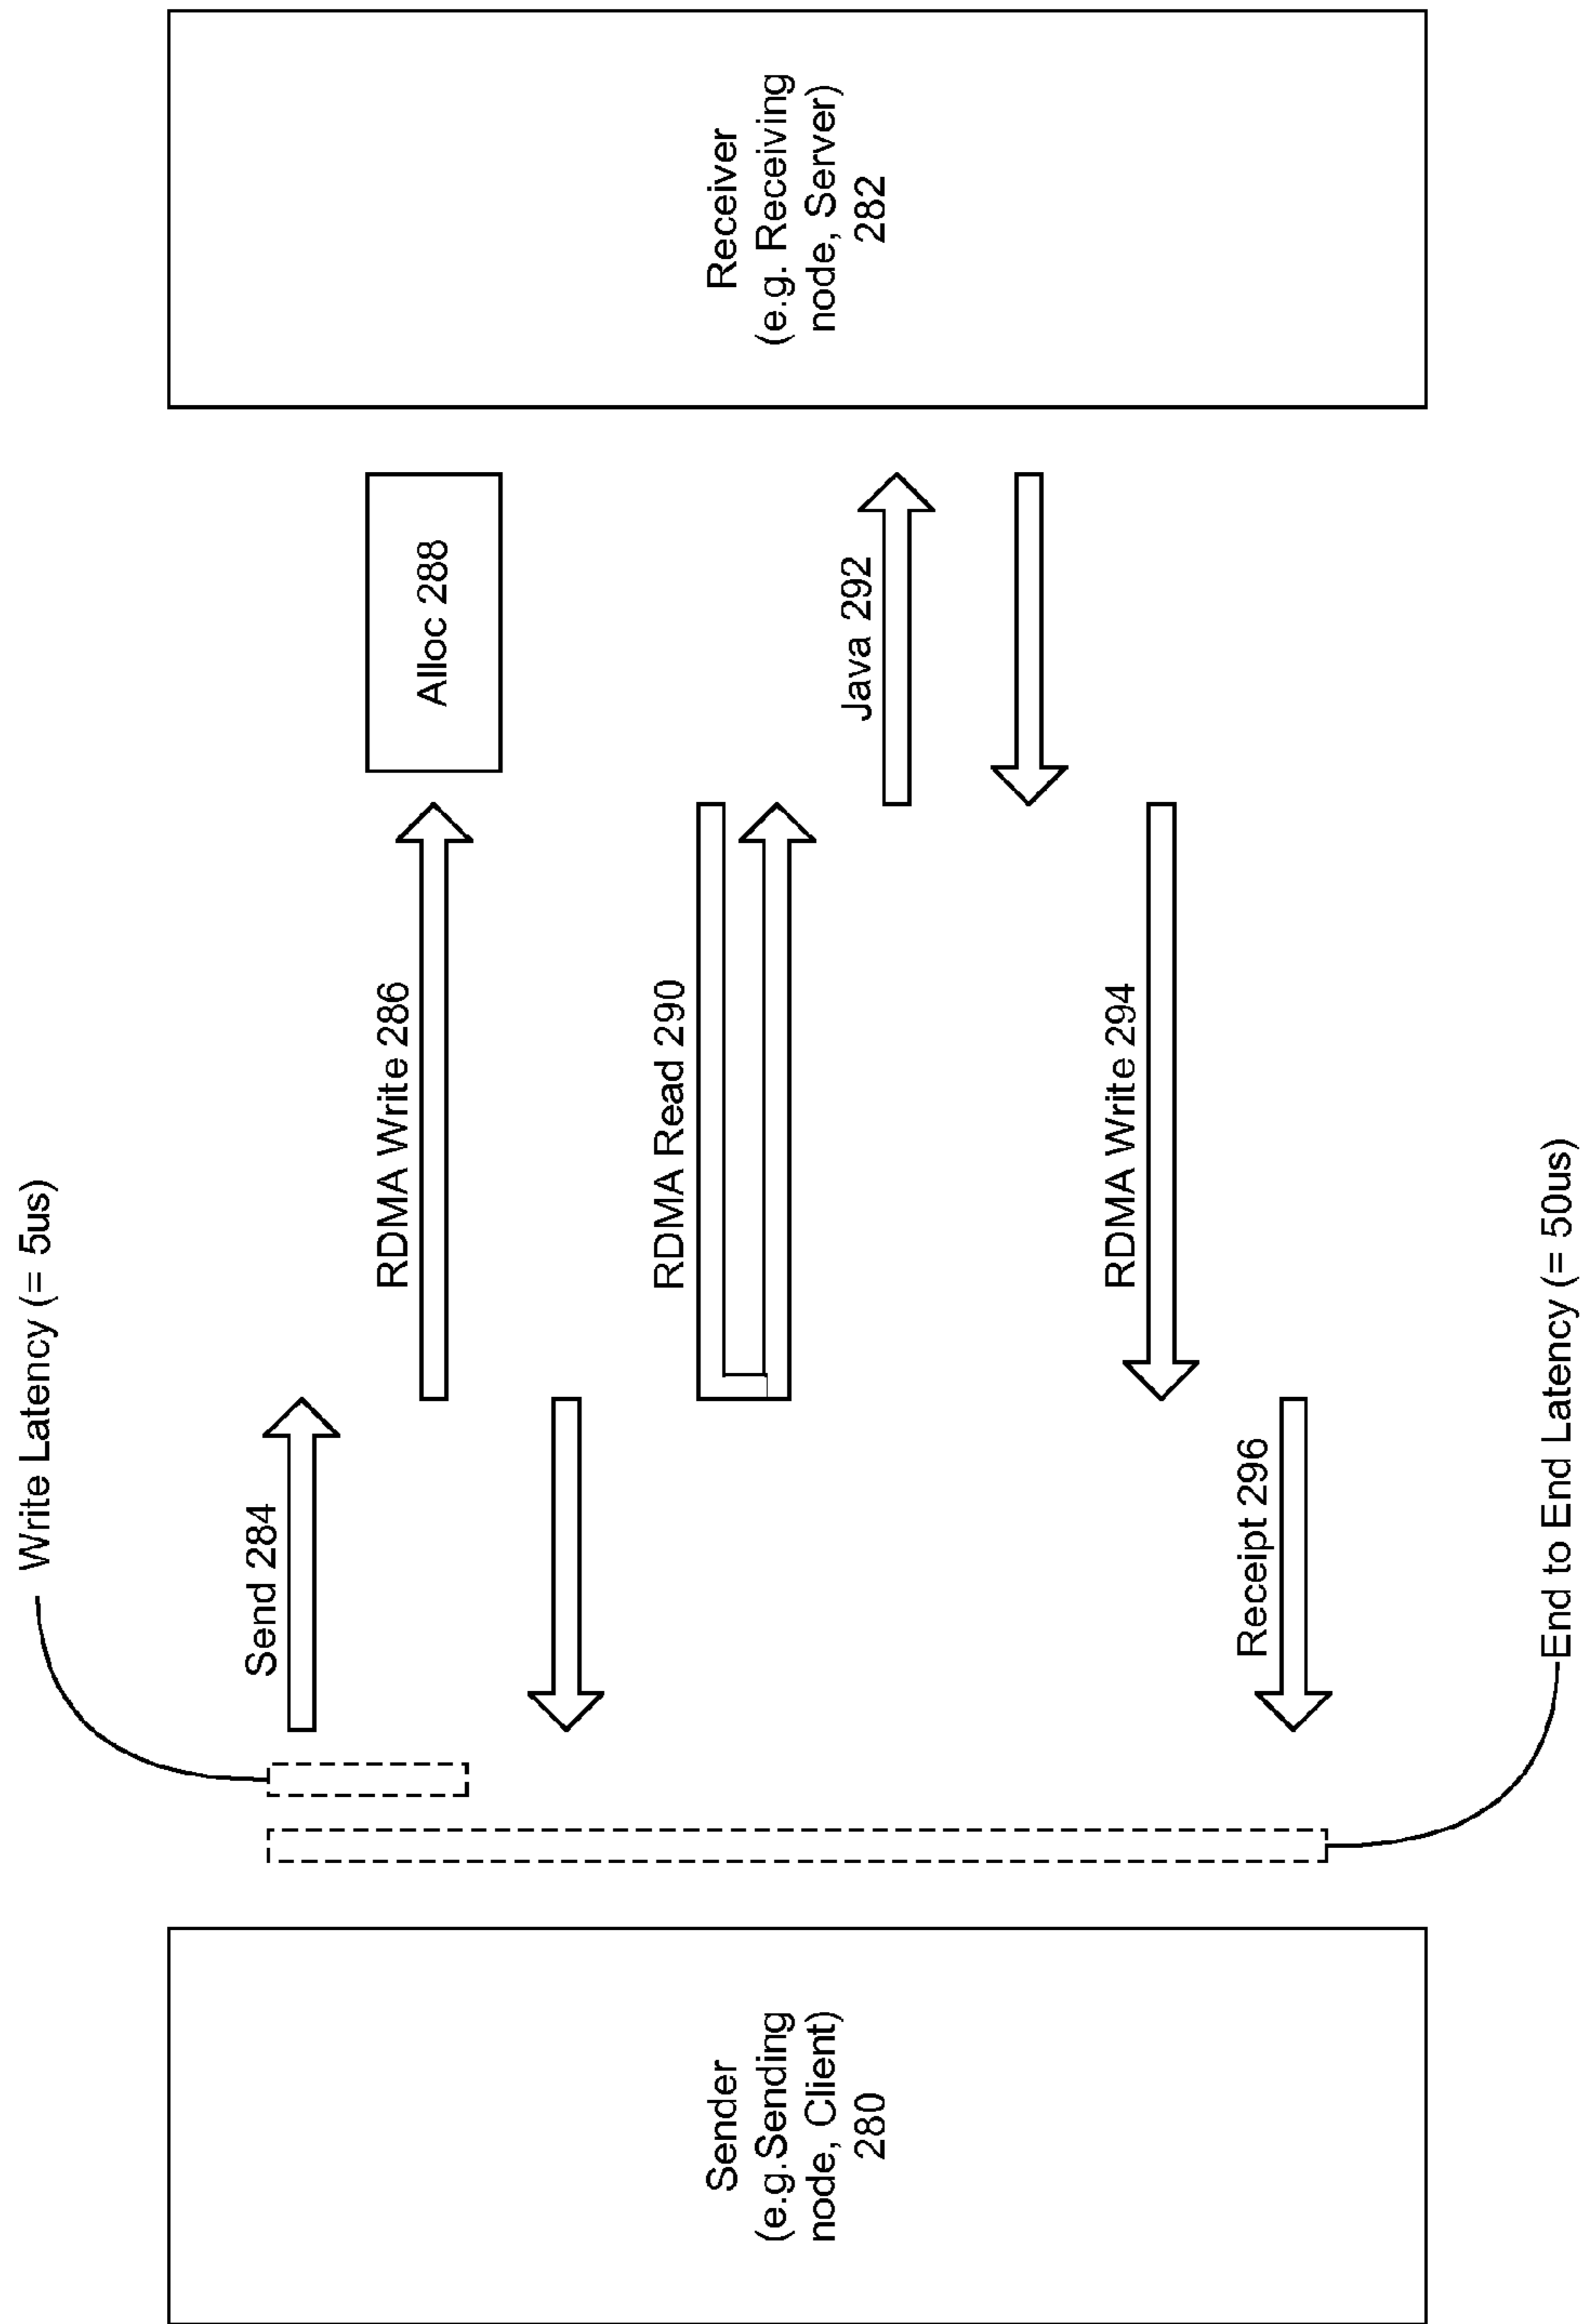 Write Latency (= 5us)
Send 284
RDMA Write 286
Alloc 288
RDMA Read 290
Sender
(e.g.Sending
node, Client)
280
Receiver
(e.g. Receiving
node, Server)
282
Java 292
RDMA Write 294
Receipt 296
End to End Latency (= 50us)